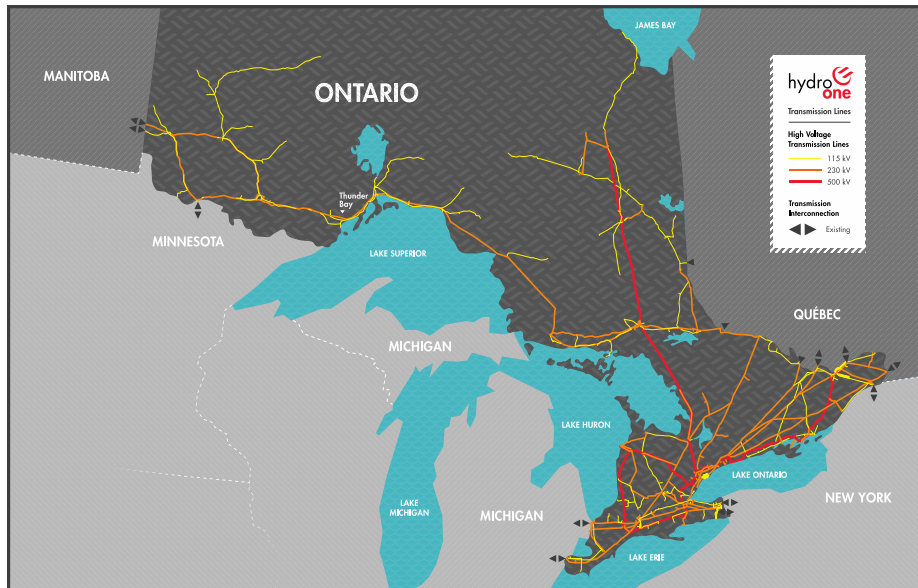 JAMES BAY
MANITOBA
ONTARIO
hydro
one
Transmission Lines
High Voltage
Transmission Lines
115 kV
230 kV
500 kV
Transmission
Interconnection
Existing
Thunder
Bay
MINNESOTA
LAKE SUPERIOR
QUÉBEC
MICHIGAN
LAKE HURON
LAKE ONTARIO
NEW YORK
LAKE
MICHIGAN
MICHIGAN
LAKE ERIE